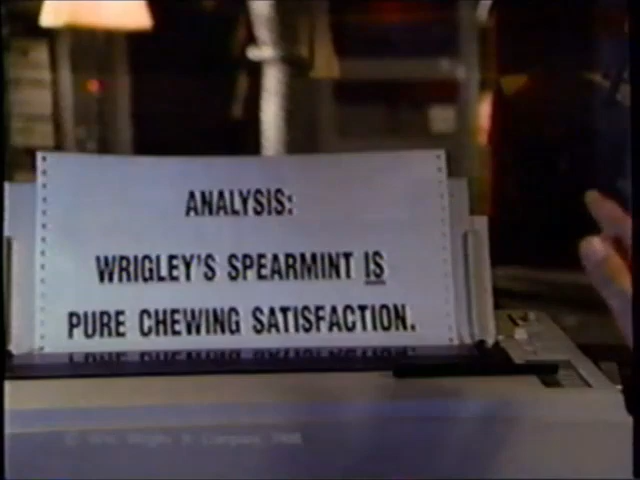 ANALYSIS:
WRIGLEY'S SPEARMINT IS
PURE CHEWING SATISFACTION.